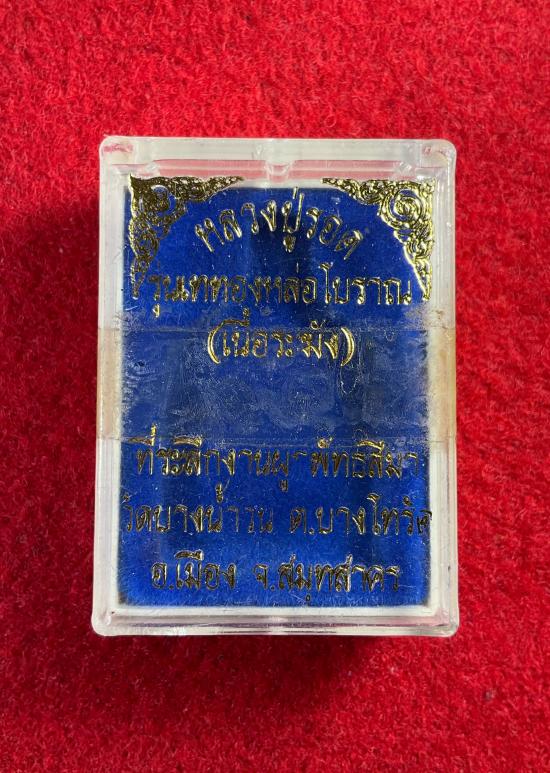 หลวงปู่รอด
รุ่นเททองหล่อโบราณ
(เนื้อระฆัง)
ที่ระลึกงานผูกพัทธสีมา
วัดบางน้ำวน ต.บางโทรัด
อ.เมือง จ.สมุทสาคร